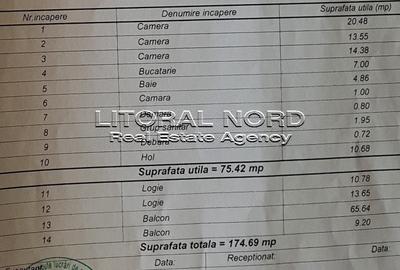 Nr.incapere Denumire incapere Suprafata utila (mp)
1 Camera 20.48
2 Camera 13.55
3 Camera 14.38
4 Bucatarie 7.00
5 Baie 4.86
6 Camara 1.00
7 Debara 0.80
8 Grup sanitar 1.95
9 Debara 0.72
10 Hol 10.68
LITORAL NORD
Real Estate Agency
Suprafata utila = 75.42 mp
11 Logie 10.78
12 Logie 13.65
13 Balcon 65.64
14 Balcon 9.20
Suprafata totala = 174.69 mp
Data: Receptionat: Data: